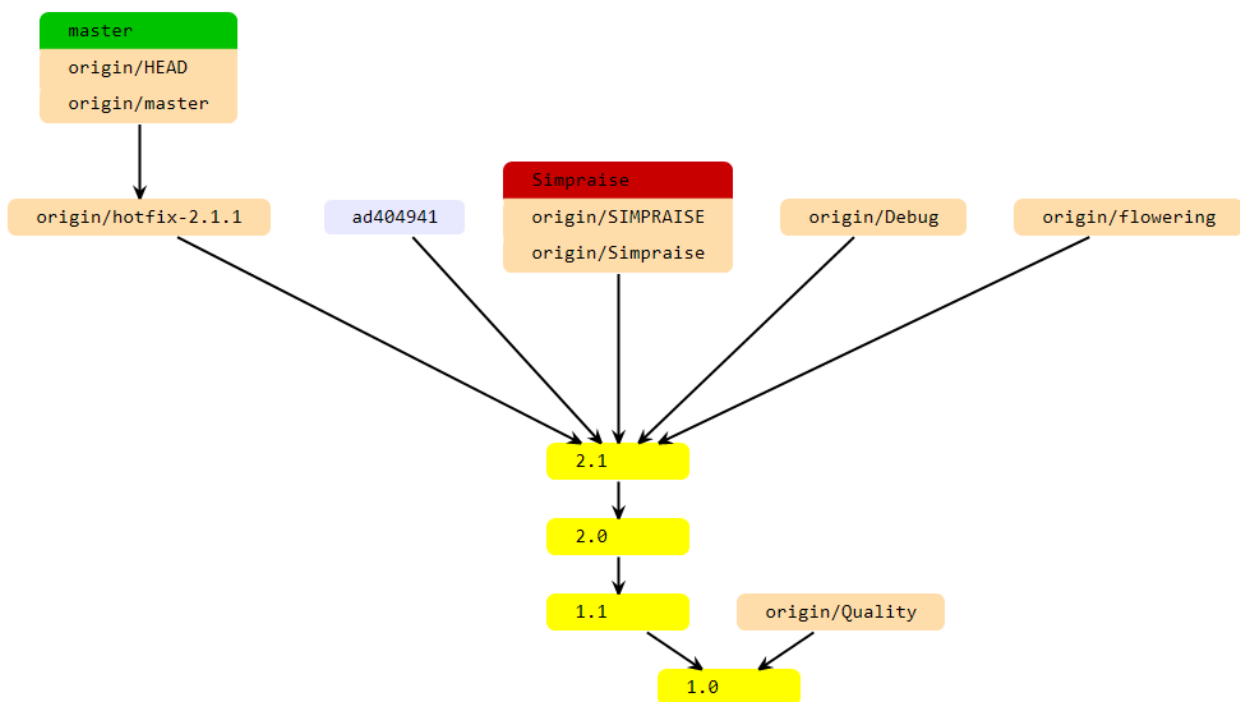 master
origin/HEAD
origin/master
Simpraise
origin/hotfix-2.1.1
ad404941
origin/SIMPRAISE
origin/Debug
origin/flowering
origin/Simpraise
2.1
2.0
1.1
origin/Quality
1.0